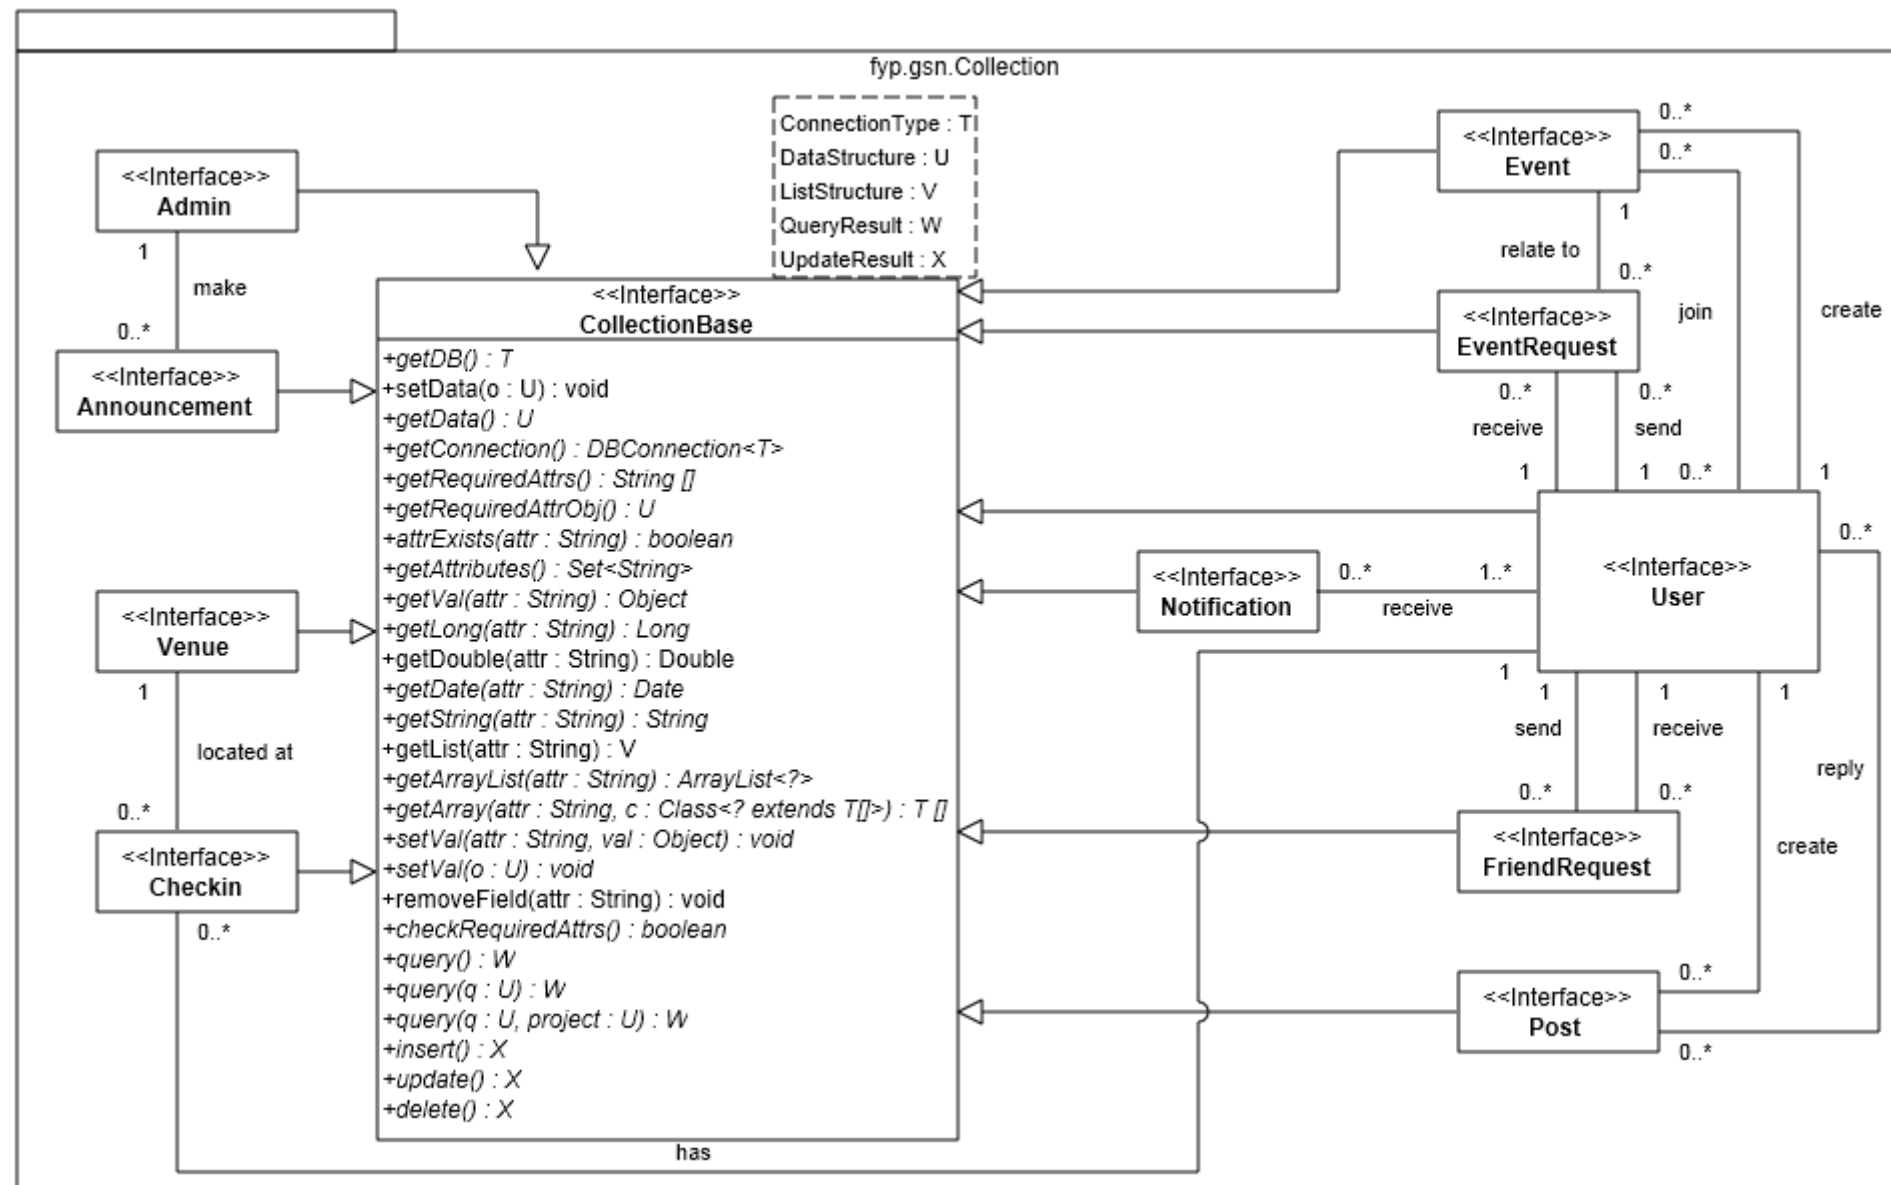 fyp.gsn.Collection
ConnectionType : T
DataStructure : U
ListStructure : V
QueryResult : W
UpdateResult : X
<<Interface>>
Admin
1
make
0..*
<<Interface>>
Announcement
<<Interface>>
Venue
1
located at
0..*
<<Interface>>
Checkin
0..*
<<Interface>>
CollectionBase
+getDB() : T
+setData(o : U) : void
+getData() : U
+getConnection() : DBConnection<T>
+getRequiredAttrs() : String []
+getRequiredAttrObj() : U
+attrExists(attr : String) : boolean
+getAttributes() : Set<String>
+getVal(attr : String) : Object
+getLong(attr : String) : Long
+getDouble(attr : String) : Double
+getDate(attr : String) : Date
+getString(attr : String) : String
+getList(attr : String) : V
+getArrayList(attr : String) : ArrayList<?>
+getArray(attr : String, c : Class<? extends T[]>) : T []
+setVal(attr : String, val : Object) : void
+setVal(o : U) : void
+removeField(attr : String) : void
+checkRequiredAttrs() : boolean
+query() : W
+query(q : U) : W
+query(q : U, project : U) : W
+insert() : X
+update() : X
+delete() : X
has
<<Interface>>
Event
0..*
0..*
1
relate to
0..*
join
create
<<Interface>>
EventRequest
0..*
0..*
receive
send
1
1
0..*
1
<<Interface>>
User
0..*
<<Interface>>
Notification
0..*
1..*
receive
1
1
1
1
send
receive
reply
0..*
0..*
create
<<Interface>>
FriendRequest
<<Interface>>
Post
0..*
0..*